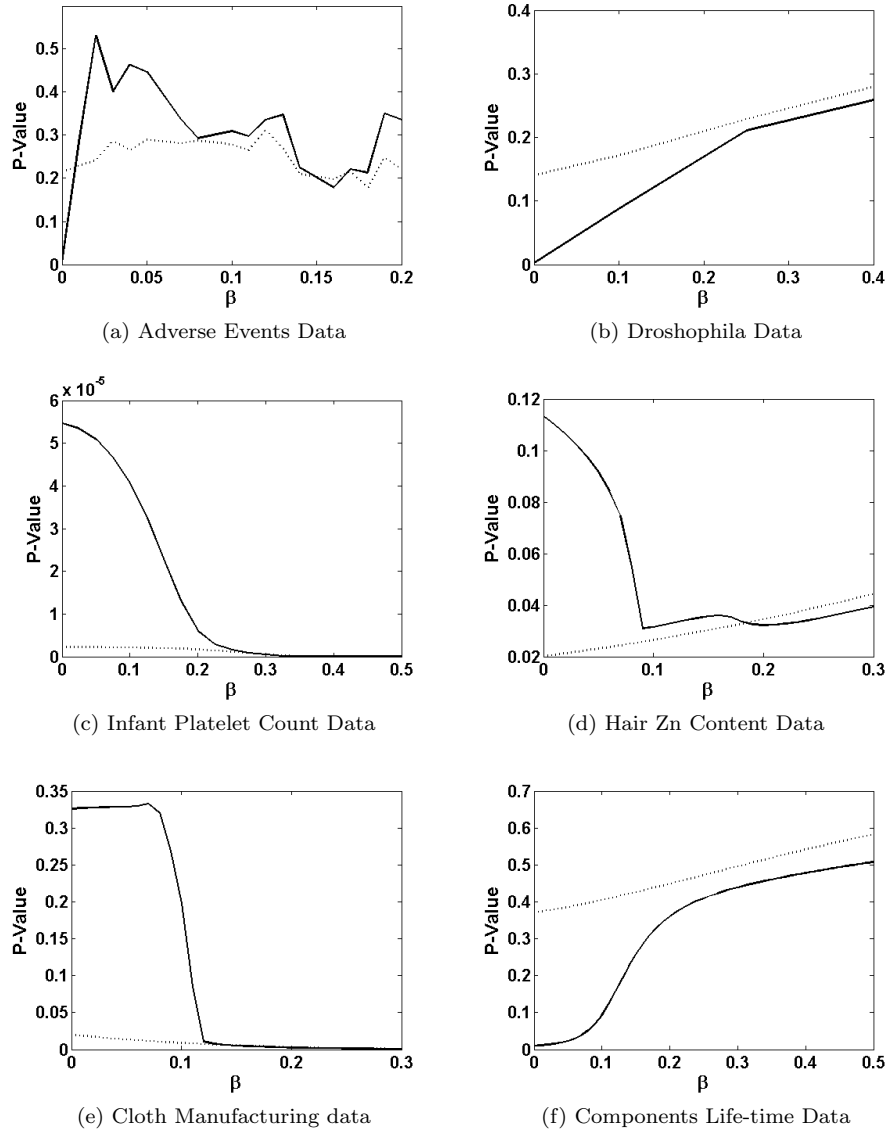 0.5
0.4
0.3
0.2
0.1
0
P-Value
0 0.05 0.1 0.15 0.2
β
(a) Adverse Events Data
0.4
0.3
0.2
0.1
0
P-Value
0 0.1 0.2 0.3 0.4
β
(b) Droshophila Data
x 10-5
6
5
4
3
2
1
0
P-Value
0 0.1 0.2 0.3 0.4 0.5
β
(c) Infant Platelet Count Data
0.12
0.1
0.08
0.06
0.04
0.02
P-Value
0 0.1 0.2 0.3
β
(d) Hair Zn Content Data
0.35
0.3
0.25
0.2
0.15
0.1
0.05
0
P-Value
0 0.1 0.2 0.3
β
(e) Cloth Manufacturing data
0.7
0.6
0.5
0.4
0.3
0.2
0.1
0
P-Value
0 0.1 0.2 0.3 0.4 0.5
β
(f) Components Life-time Data